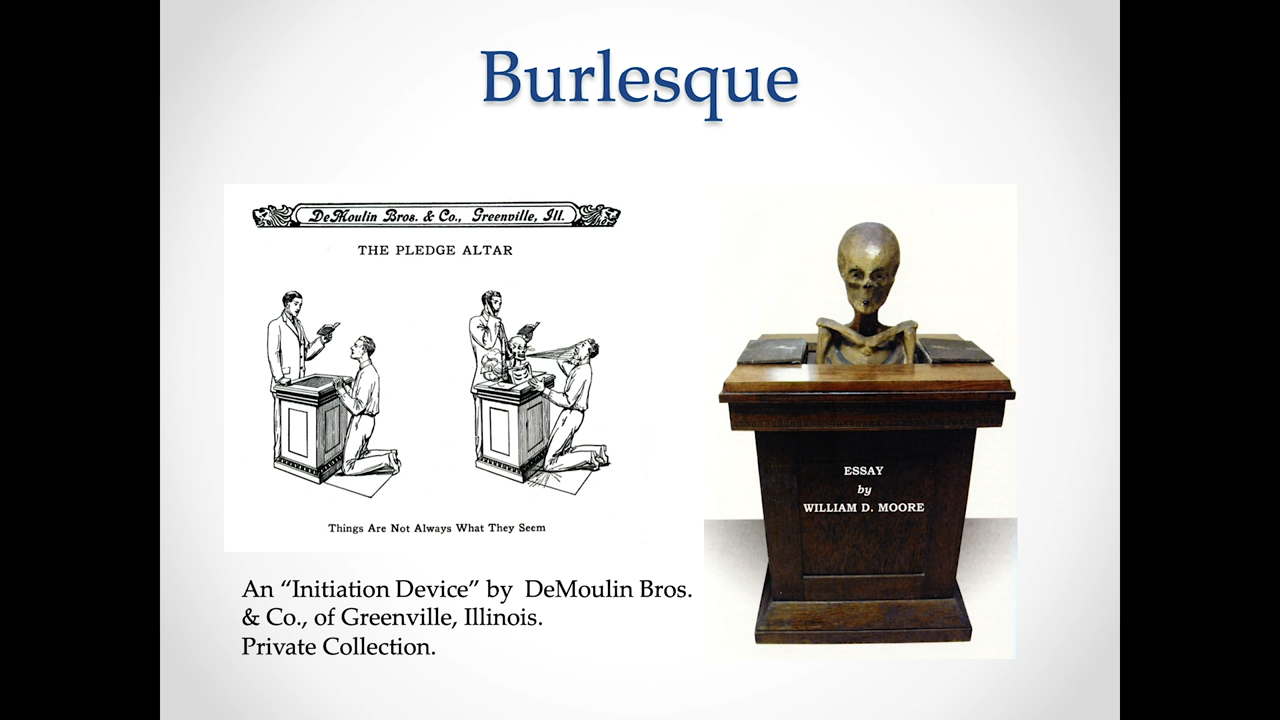 Burlesque
DeMoulin Bros. & Co., Greenville, Ill.
THE PLEDGE ALTAR
Things Are Not Always What They Seem
An “Initiation Device” by  DeMoulin Bros.
& Co., of Greenville, Illinois.
Private Collection.
ESSAY
by
WILLIAM D. MOORE